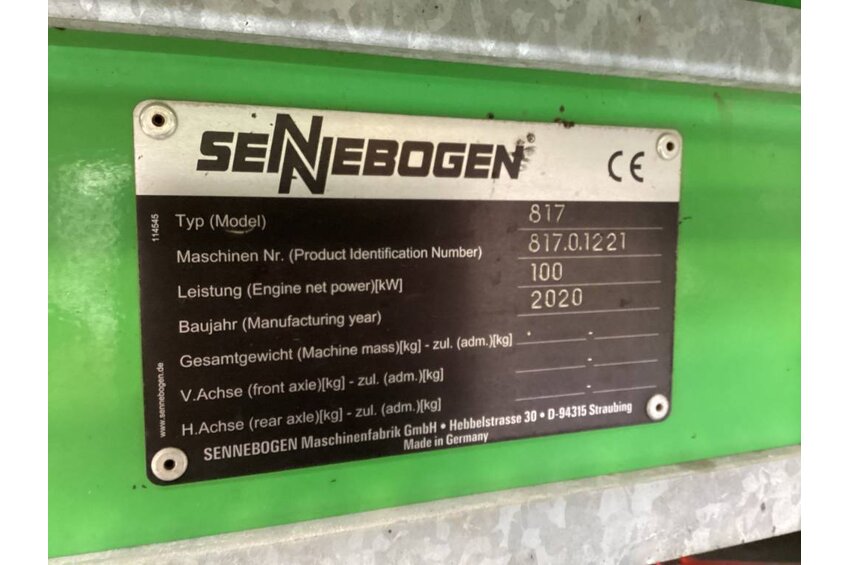 SENNEBOGEN®
CE
114545
Typ (Model) 817
Maschinen Nr. (Product Identification Number) 817.0.1221
Leistung (Engine net power)[kW] 100
Baujahr (Manufacturing year) 2020
Gesamtgewicht (Machine mass)[kg] - zul. (adm.)[kg] . -
V.Achse (front axle)[kg] - zul. (adm.)[kg] -
H.Achse (rear axle)[kg] - zul. (adm.)[kg] -
www.sennebogen.de
SENNEBOGEN Maschinenfabrik GmbH • Hebbelstrasse 30 • D-94315 Straubing
Made in Germany